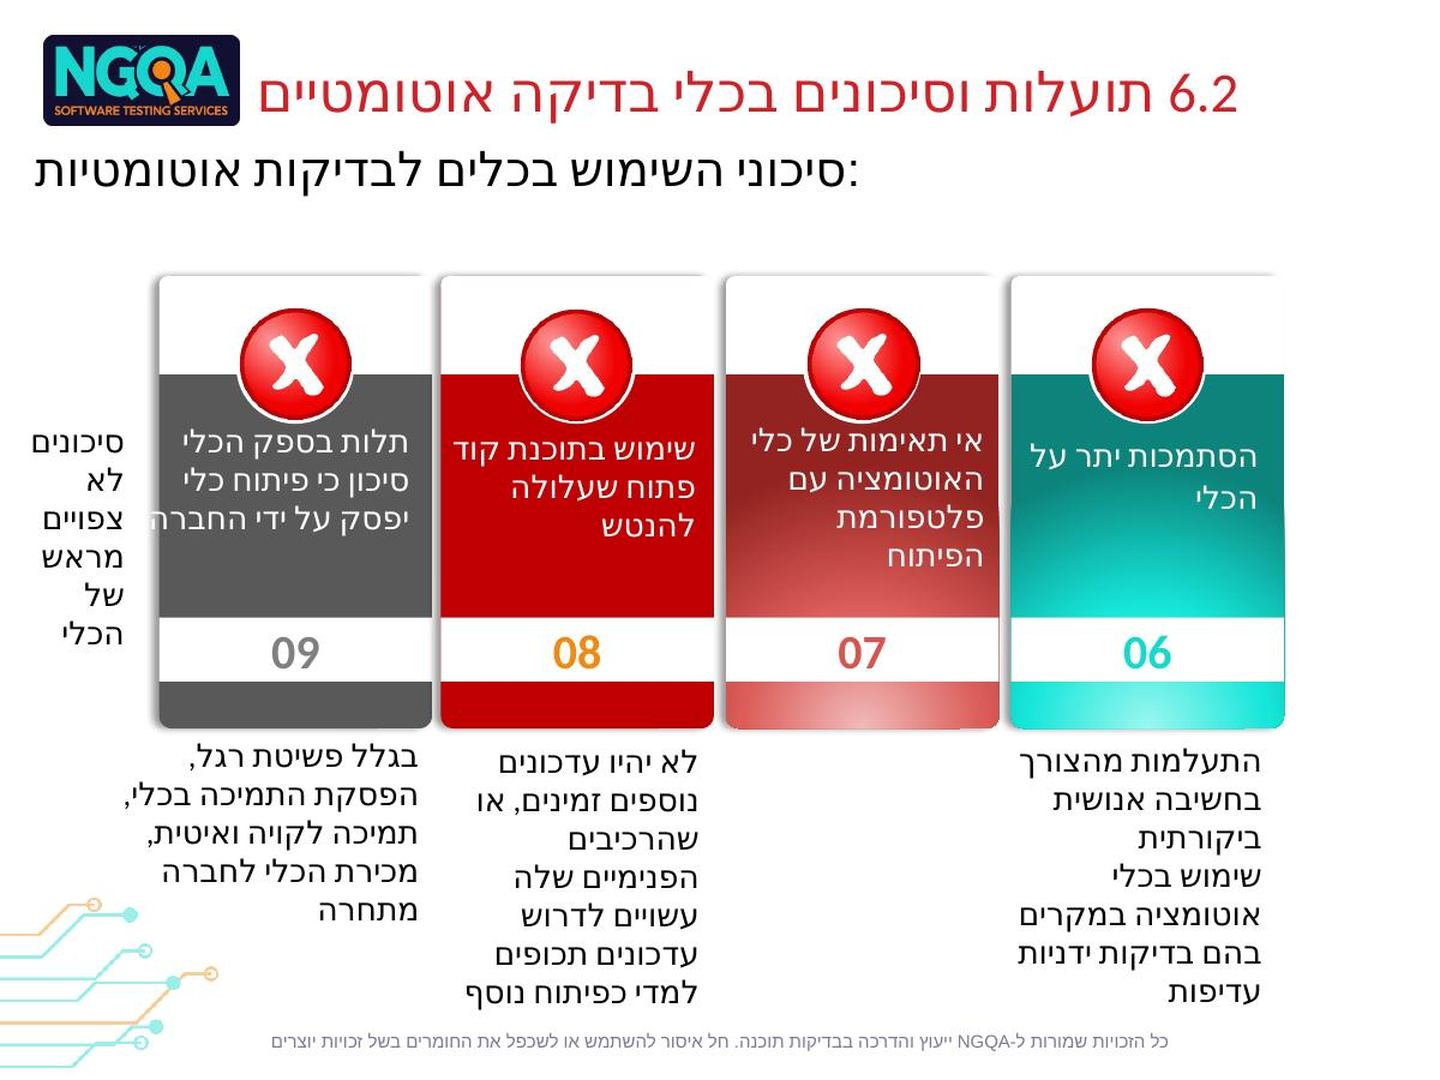 NGQA
SOFTWARE TESTING SERVICES
6.2 תועלות וסיכונים בכלי בדיקה אוטומטיים
סיכוני השימוש בכלים לבדיקות אוטומטיות:
הסתמכות יתר על
הכלי
06
התעלמות מהצורך
בחשיבה אנושית
ביקורתית
שימוש בכלי
אוטומציה במקרים
בהם בדיקות ידניות
עדיפות
אי תאימות של כלי
האוטומציה עם
פלטפורמת
הפיתוח
07
שימוש בתוכנת קוד
פתוח שעלולה
להנטש
08
לא יהיו עדכונים
נוספים זמינים, או
שהרכיבים
הפנימיים שלה
עשויים לדרוש
עדכונים תכופים
למדי כפיתוח נוסף
תלות בספק הכלי
סיכון כי פיתוח כלי
יפסק על ידי החברה
09
בגלל פשיטת רגל,
הפסקת התמיכה בכלי,
תמיכה לקויה ואיטית,
מכירת הכלי לחברה
מתחרה
סיכונים
לא
צפויים
מראש
של
הכלי
כל הזכויות שמורות ל-NGQA ייעוץ והדרכה בבדיקות תוכנה. חל איסור להשתמש או לשכפל את החומרים בשל זכויות יוצרים